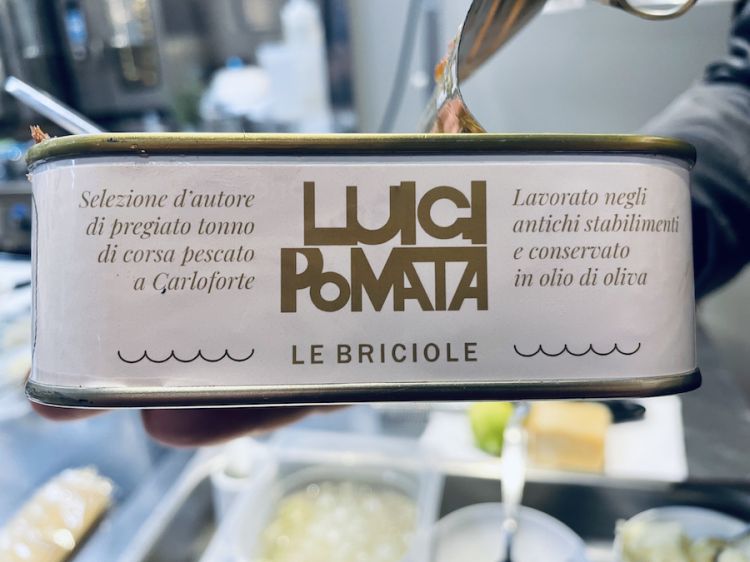 Selezione d'autore
di pregiato tonno
di corsa pescato
a Carloforte
LUIGI
POMATA
LE BRICIOLE
Lavorato negli
antichi stabilimenti
e conservato
in olio di oliva